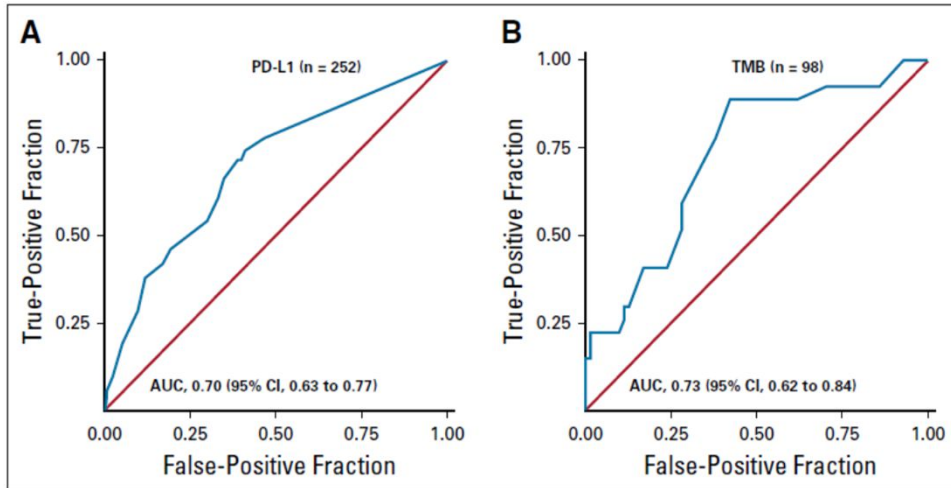 A
PD-L1 (n = 252)
True-Positive Fraction
1.00
0.75
0.50
0.25
AUC, 0.70 (95% CI, 0.63 to 0.77)
0.00 0.25 0.50 0.75 1.00
False-Positive Fraction
B
TMB (n = 98)
True-Positive Fraction
1.00
0.75
0.50
0.25
AUC, 0.73 (95% CI, 0.62 to 0.84)
0.00 0.25 0.50 0.75 1.00
False-Positive Fraction